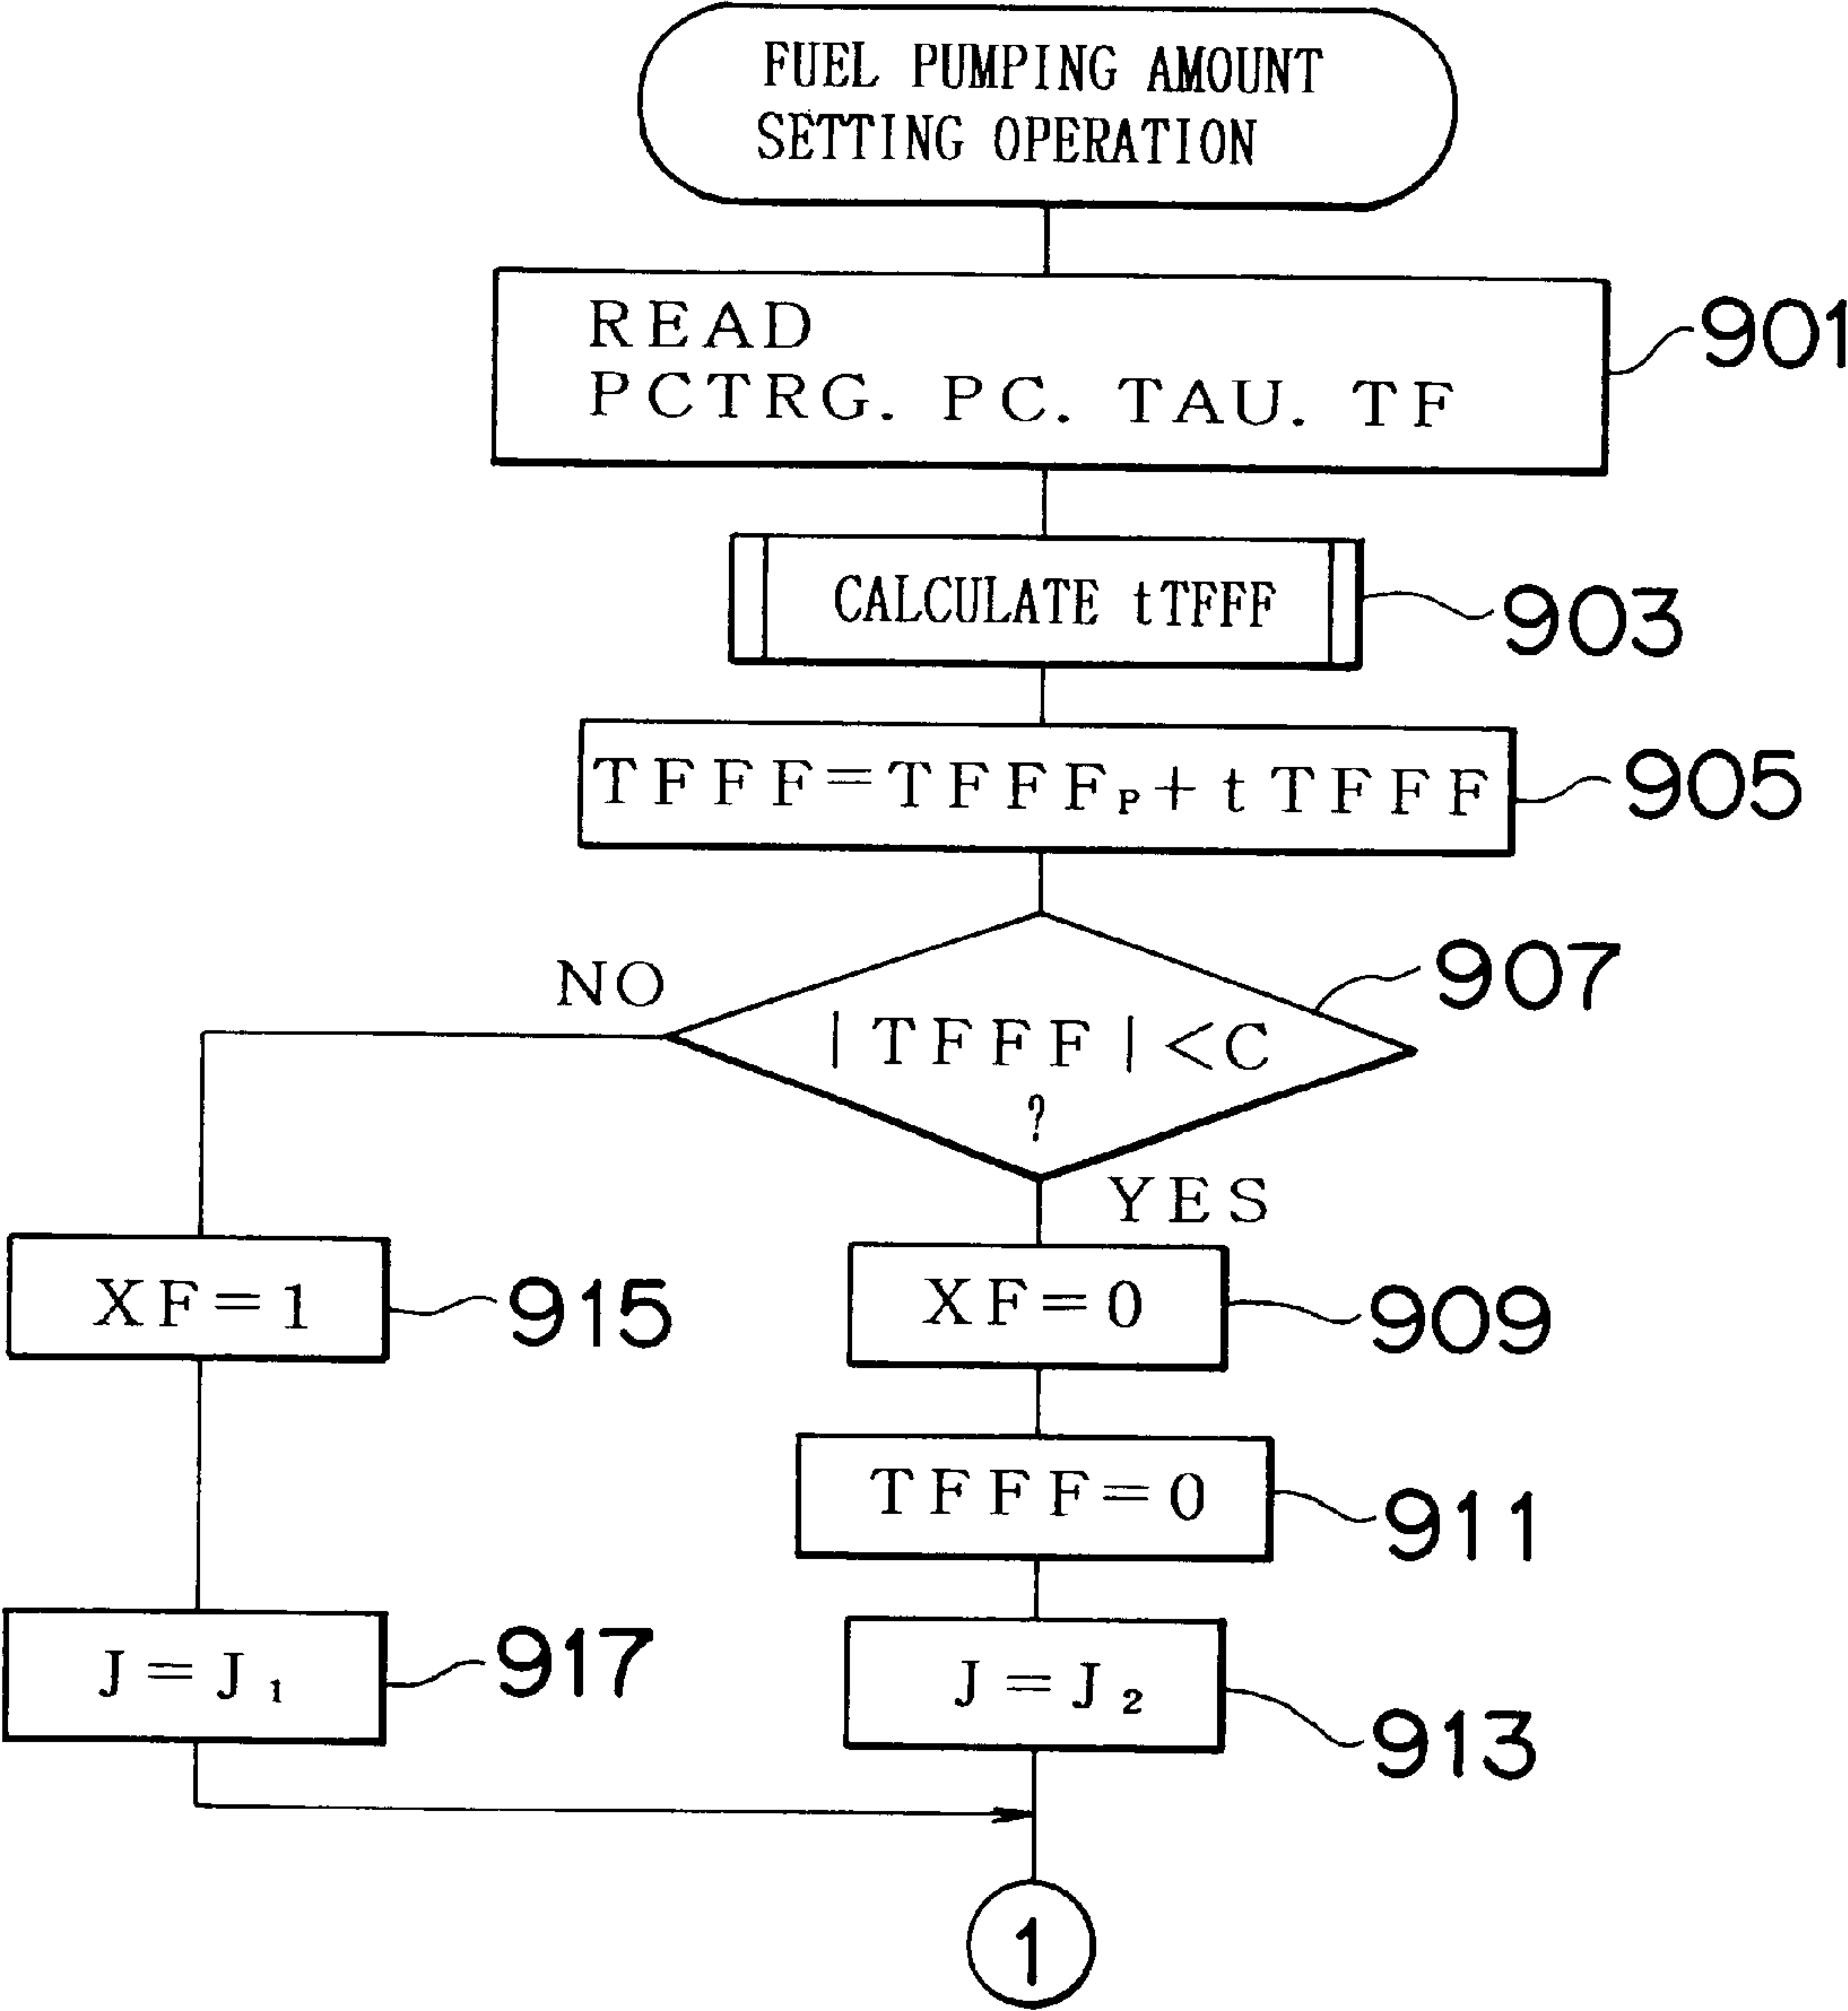 FUEL PUMPING AMOUNT
SETTING OPERATION
READ
PCTRG. PC. TAU. TF
901
CALCULATE tTFFF
903
TFFF=TFFFP+tTFFF
905
907
NO
|TFFF|<C
?
YES
XF=1
915
XF=0
909
TFFF=0
911
J=J1
917
J=J2
913
1